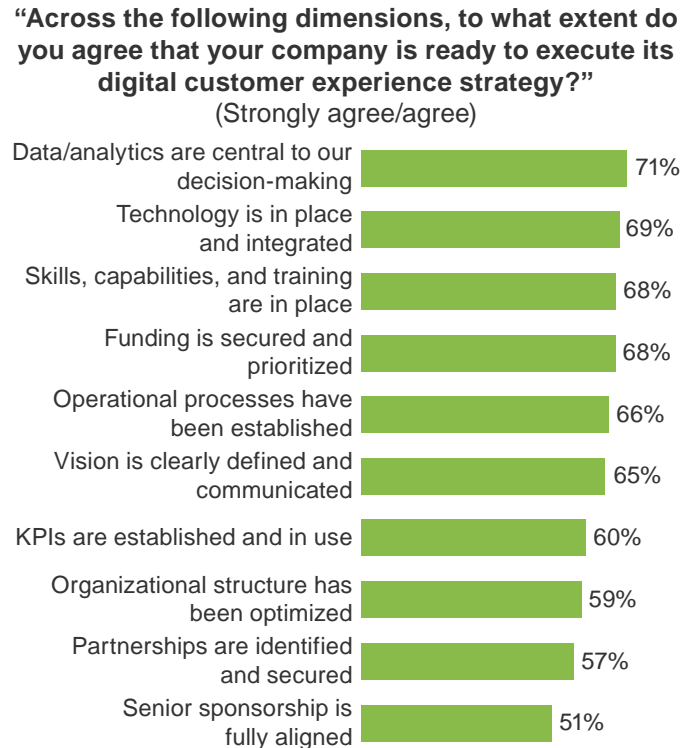 “Across the following dimensions, to what extent do
you agree that your company is ready to execute its
digital customer experience strategy?”
(Strongly agree/agree)
Data/analytics are central to our
decision-making
71%
Technology is in place
and integrated
69%
Skills, capabilities, and training
are in place
68%
Funding is secured and
prioritized
68%
Operational processes have
been established
66%
Vision is clearly defined and
communicated
65%
KPIs are established and in use
60%
Organizational structure has
been optimized
59%
Partnerships are identified
and secured
57%
Senior sponsorship is
fully aligned
51%